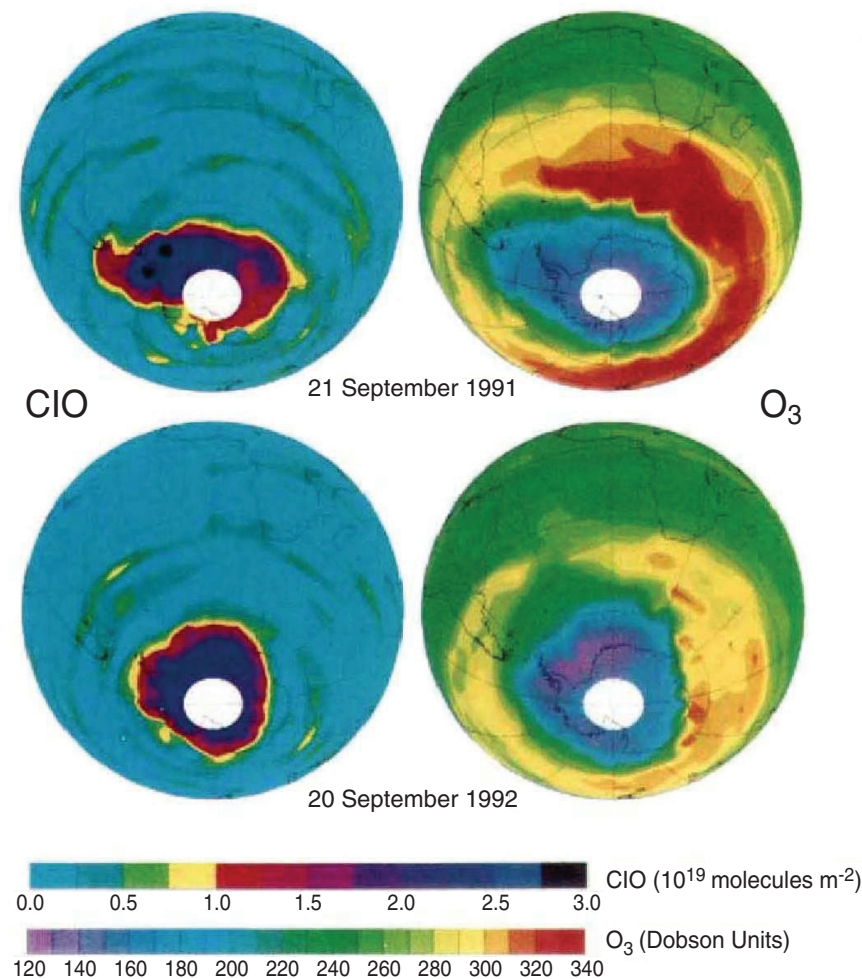 21 September 1991
ClO
O3
20 September 1992
ClO (10¹⁹ molecules m⁻²)
0.0 0.5 1.0 1.5 2.0 2.5 3.0
O₃ (Dobson Units)
120 140 160 180 200 220 240 260 280 300 320 340